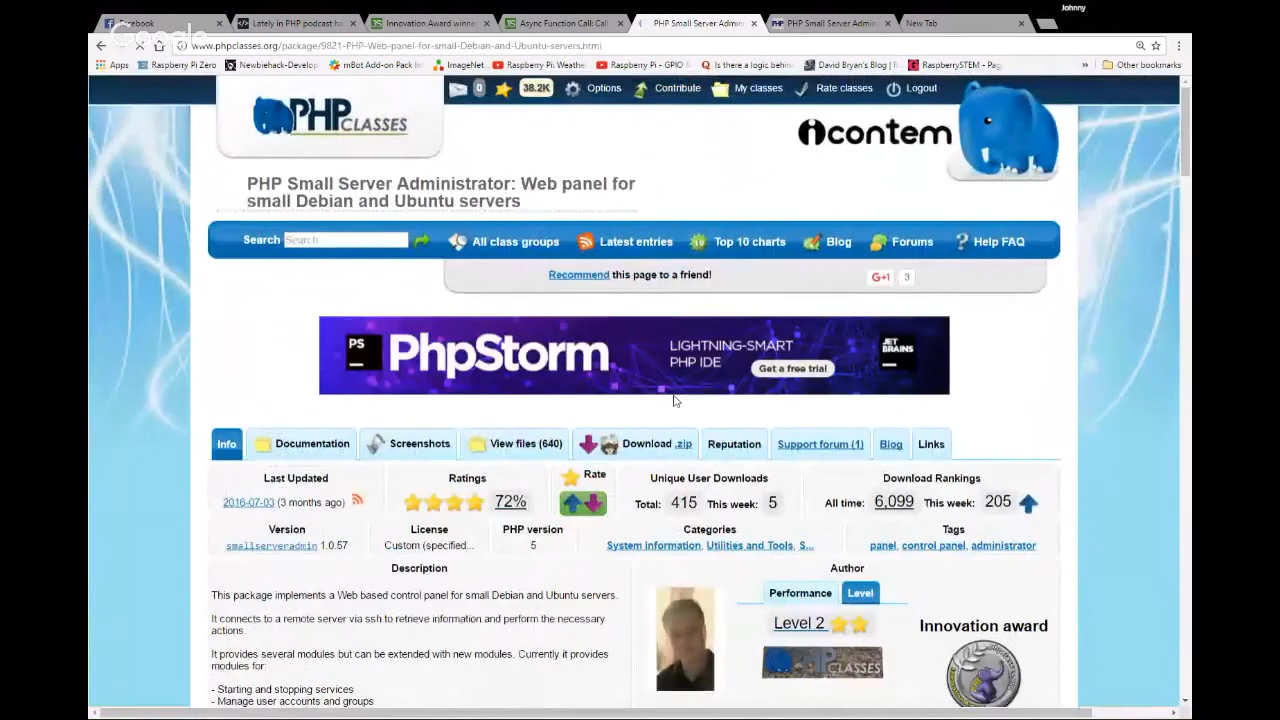 Johnny
Facebook
Lately in PHP podcast ha
Innovation Award winne
Async Function Call: Call
PHP Small Server Admini
PHP Small Server Admini
New Tab
Google
www.phpclasses.org/package/9821-PHP-Web-panel-for-small-Debian-and-Ubuntu-servers.html
Apps
Raspberry Pi Zero
Newbiehack-Develop
mBot Add-on Pack Im
ImageNet
Raspberry Pi: Weathe
Raspberry Pi - GPIO &
Is there a logic behin
David Bryan's Blog | R
RaspberrySTEM - Pag
»
Other bookmarks
0
38.2K
Options
Contribute
My classes
Rate classes
Logout
PHP CLASSES
icontem
PHP Small Server Administrator: Web panel for
small Debian and Ubuntu servers
Search
Search
All class groups
Latest entries
Top 10 charts
Blog
Forums
Help FAQ
Recommend this page to a friend!
G+1
3
PS
PhpStorm
LIGHTNING-SMART
PHP IDE
Get a free trial
JET
BRAINS
Info
Documentation
Screenshots
View files (640)
Download .zip
Reputation
Support forum (1)
Blog
Links
Last Updated
Ratings
Rate
Unique User Downloads
Download Rankings
2016-07-03 (3 months ago)
72%
Total: 415 This week: 5
All time: 6,099 This week: 205
Version
License
PHP version
Categories
Tags
smallserveradmin 1.0.57
Custom (specified...
5
System information, Utilities and Tools, S...
panel, control panel, administrator
Description
Author
This package implements a Web based control panel for small Debian and Ubuntu servers.
It connects to a remote server via ssh to retrieve information and perform the necessary
actions.
It provides several modules but can be extended with new modules. Currently it provides
modules for:
- Starting and stopping services
- Manage user accounts and groups
Performance
Level
Level 2
PHP CLASSES
Innovation award